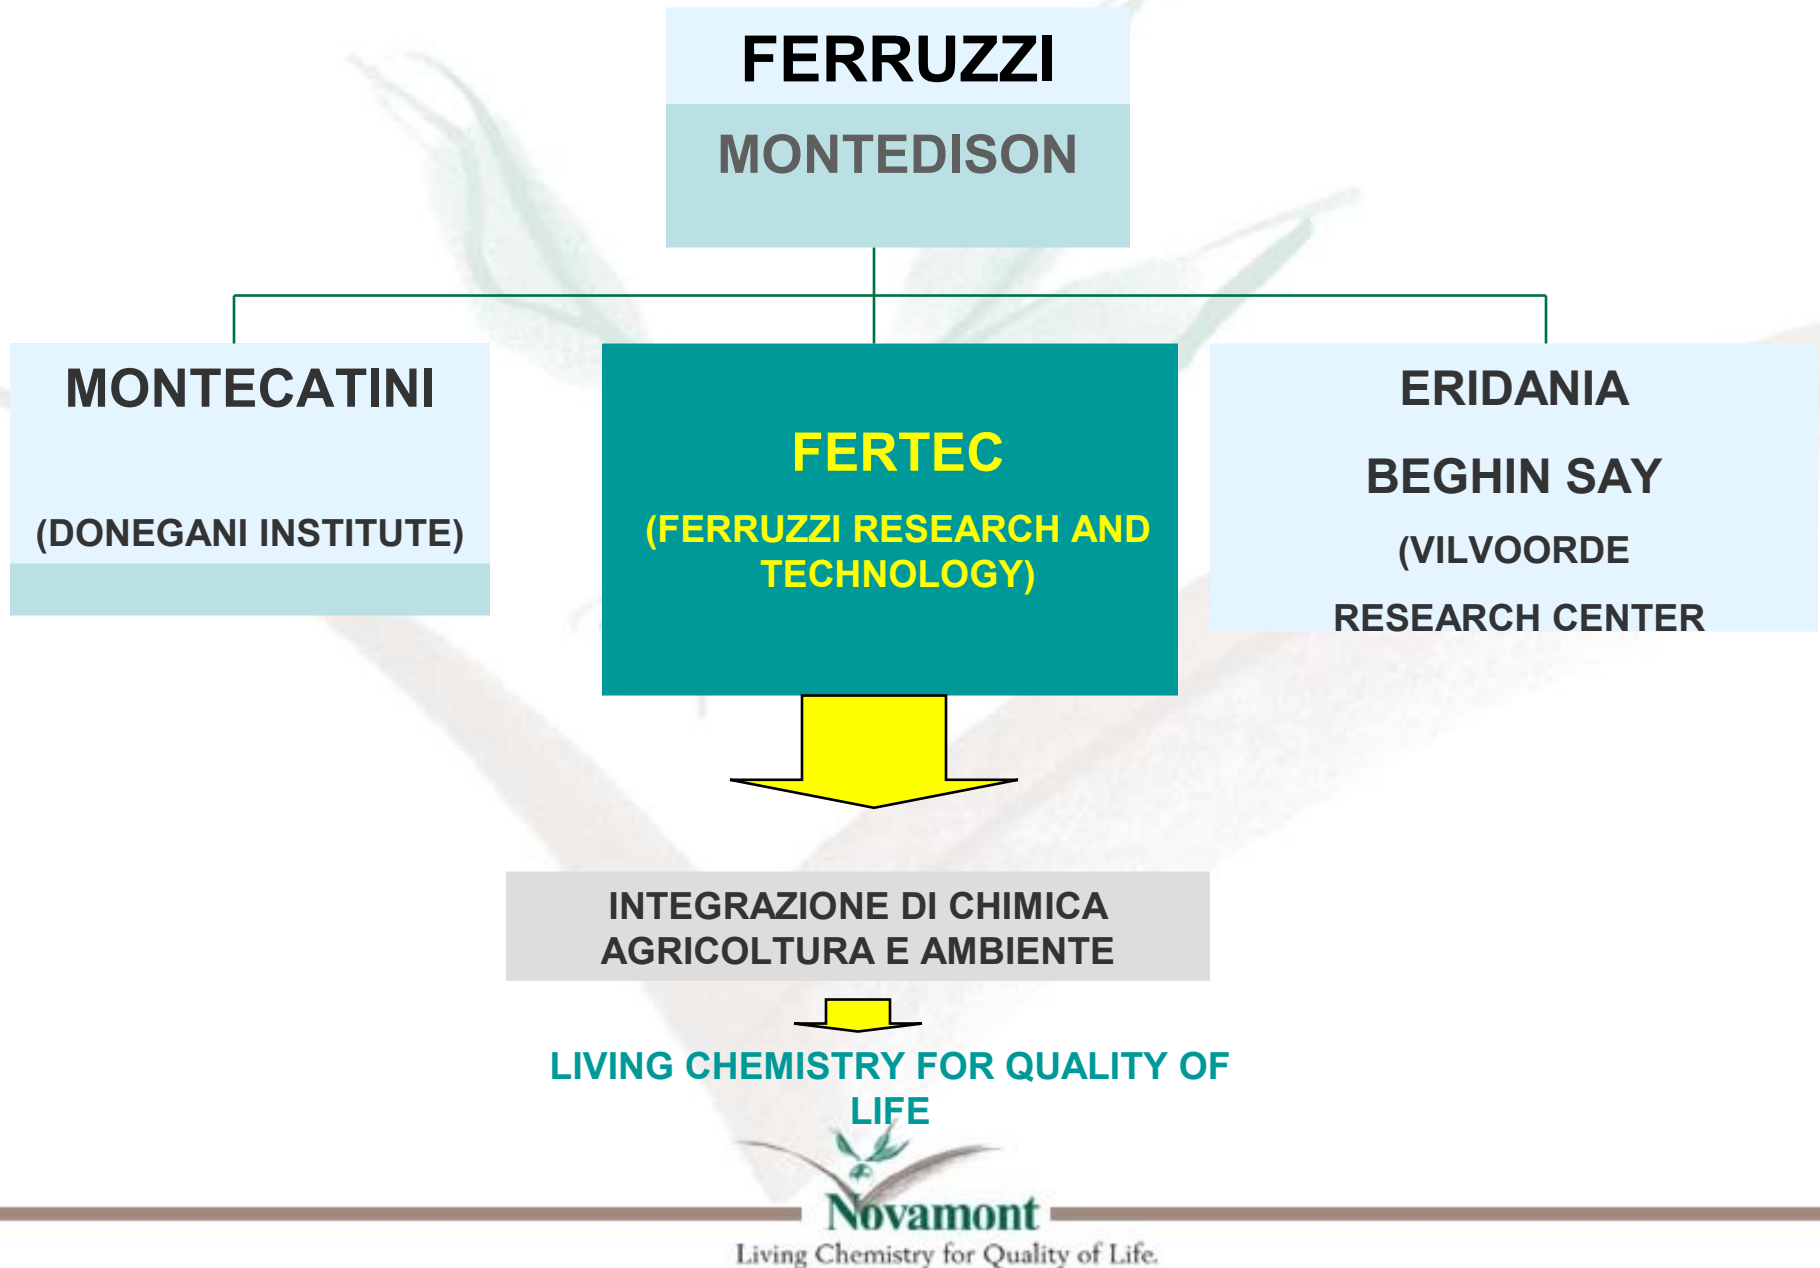 FERRUZZI
MONTEDISON
MONTECATINI
(DONEGANI INSTITUTE)
FERTEC
(FERRUZZI RESEARCH AND
TECHNOLOGY)
ERIDANIA
BEGHIN SAY
(VILVOORDE
RESEARCH CENTER
INTEGRAZIONE DI CHIMICA
AGRICOLTURA E AMBIENTE
LIVING CHEMISTRY FOR QUALITY OF
LIFE
Novamont
Living Chemistry for Quality of Life.